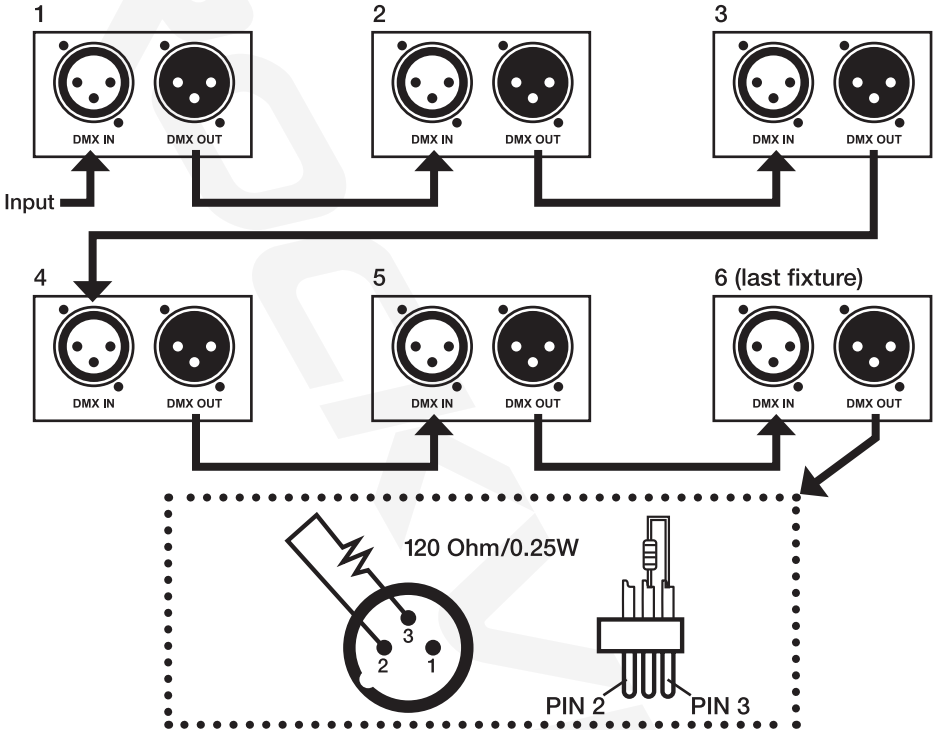 1
2
3
DMX IN
DMX OUT
DMX IN
DMX OUT
DMX IN
DMX OUT
Input
4
5
6 (last fixture)
DMX IN
DMX OUT
DMX IN
DMX OUT
DMX IN
DMX OUT
120 Ohm/0.25W
3
2
1
PIN 2
PIN 3